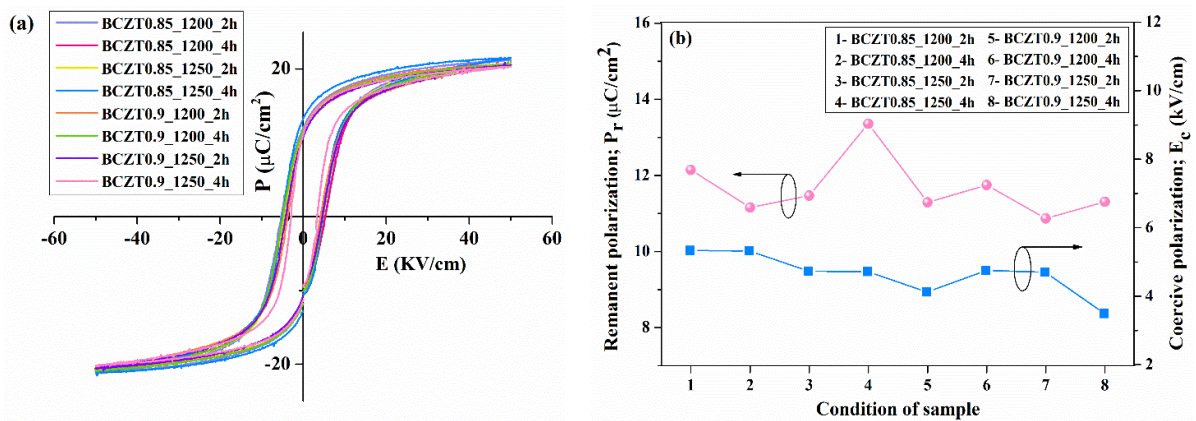 (a)
BCZT0.85_1200_2h
BCZT0.85_1200_4h
BCZT0.85_1250_2h
BCZT0.85_1250_4h
BCZT0.9_1200_2h
BCZT0.9_1200_4h
BCZT0.9_1250_2h
BCZT0.9_1250_4h
P (μC/cm²)
20
-20
-60 -40 -20 0 20 40 60
E (KV/cm)
(b)
1- BCZT0.85_1200_2h 5- BCZT0.9_1200_2h
2- BCZT0.85_1200_4h 6- BCZT0.9_1200_4h
3- BCZT0.85_1250_2h 7- BCZT0.9_1250_2h
4- BCZT0.85_1250_4h 8- BCZT0.9_1250_4h
Remanent polarization; Pr (μC/cm²)
16
14
12
10
8
12
10
8
6
4
2
Coercive polarization; Ec (kV/cm)
1 2 3 4 5 6 7 8
Condition of sample